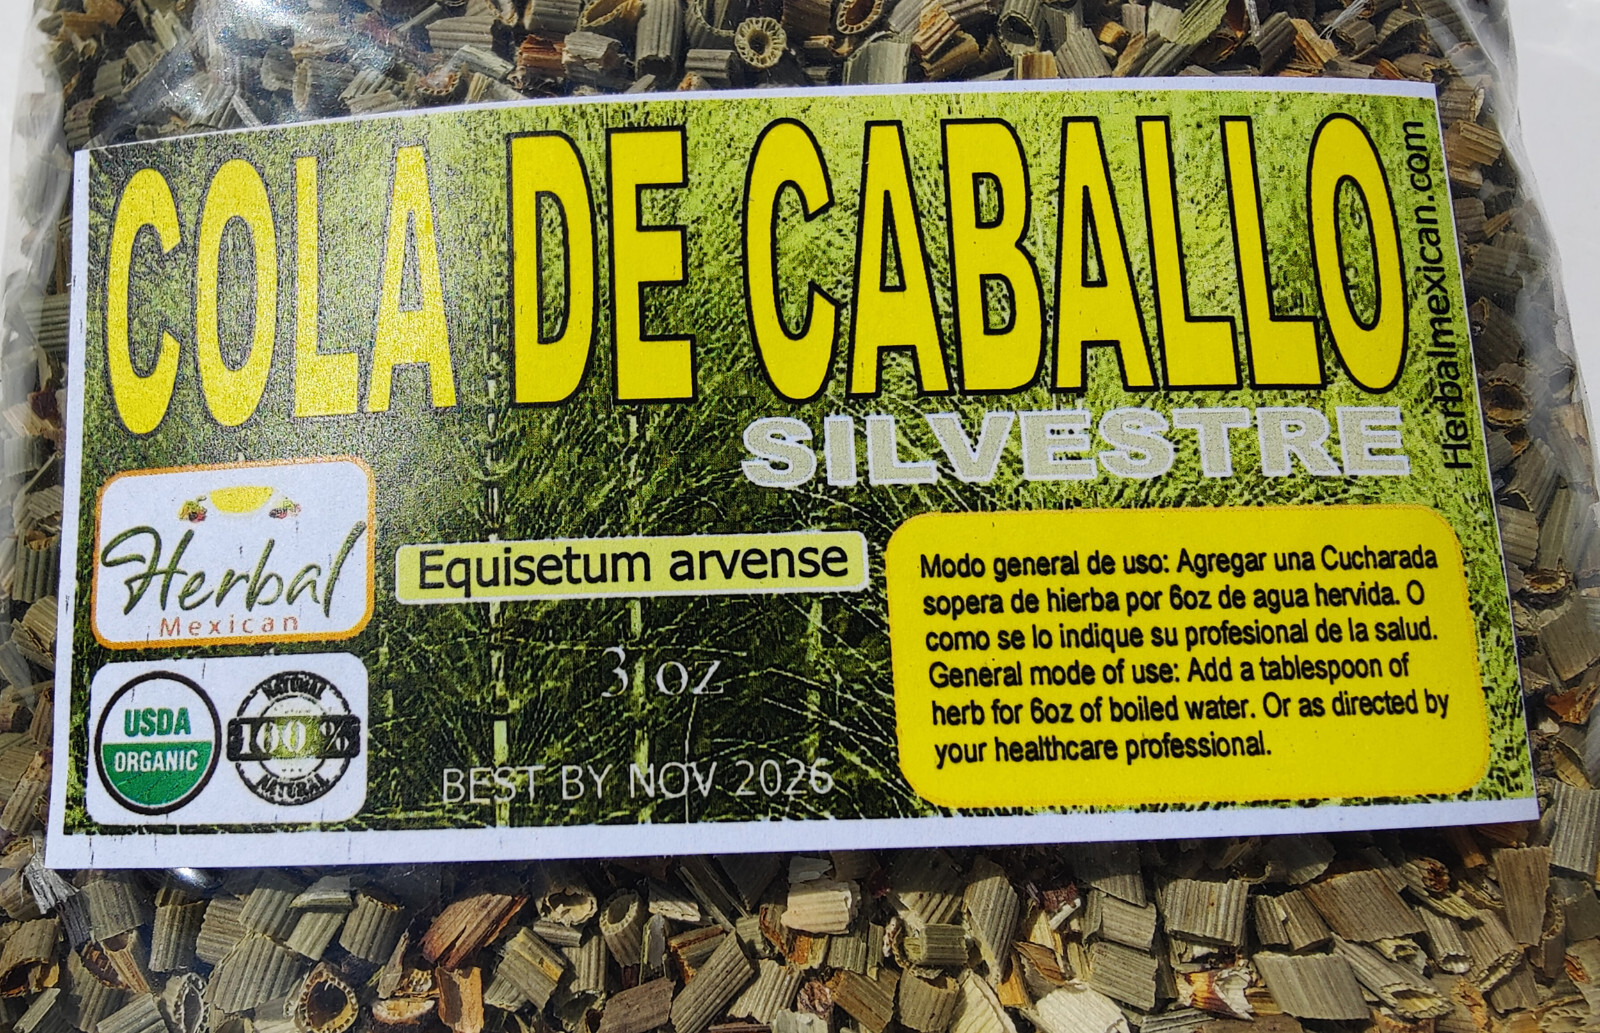 COLA DE CABALLO
SILVESTRE
Herbalmexican.com
Herbal
Mexican
Equisetum arvense
3 oz
BEST BY NOV 2026
USDA
ORGANIC
NATURAL
100 %
NATURAL
Modo general de uso: Agregar una Cucharada
sopera de hierba por 6oz de agua hervida. O
como se lo indique su profesional de la salud.
General mode of use: Add a tablespoon of
herb for 6oz of boiled water. Or as directed by
your healthcare professional.